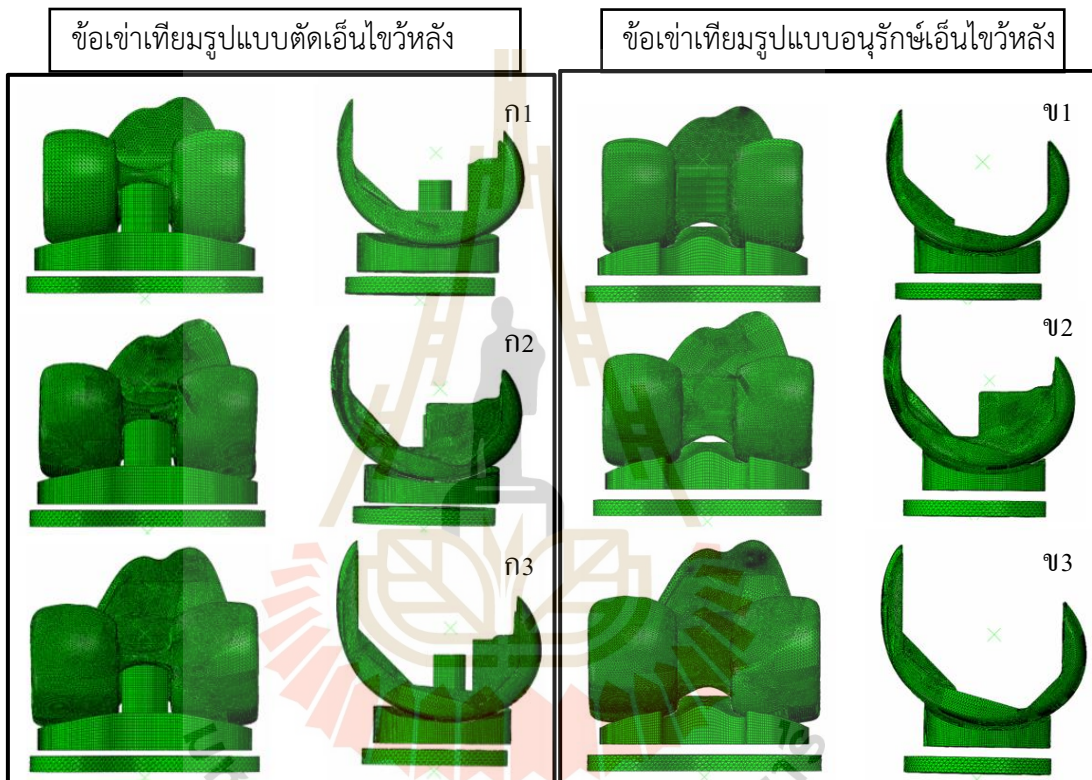 ข้อเข่าเทียมรูปแบบตัดเอ็นไขว้หลัง
ข้อเข่าเทียมรูปแบบอนุรักษ์เอ็นไขว้หลัง
ก1
ข1
ก2
ข2
ก3
ข3